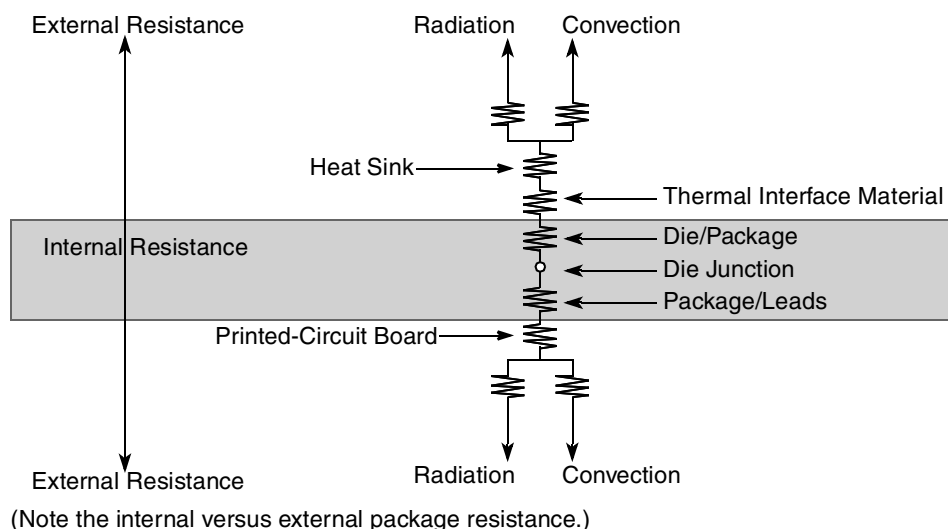 External Resistance
Radiation
Convection
Heat Sink
Thermal Interface Material
Internal Resistance
Die/Package
Die Junction
Package/Leads
Printed-Circuit Board
External Resistance
Radiation
Convection
(Note the internal versus external package resistance.)